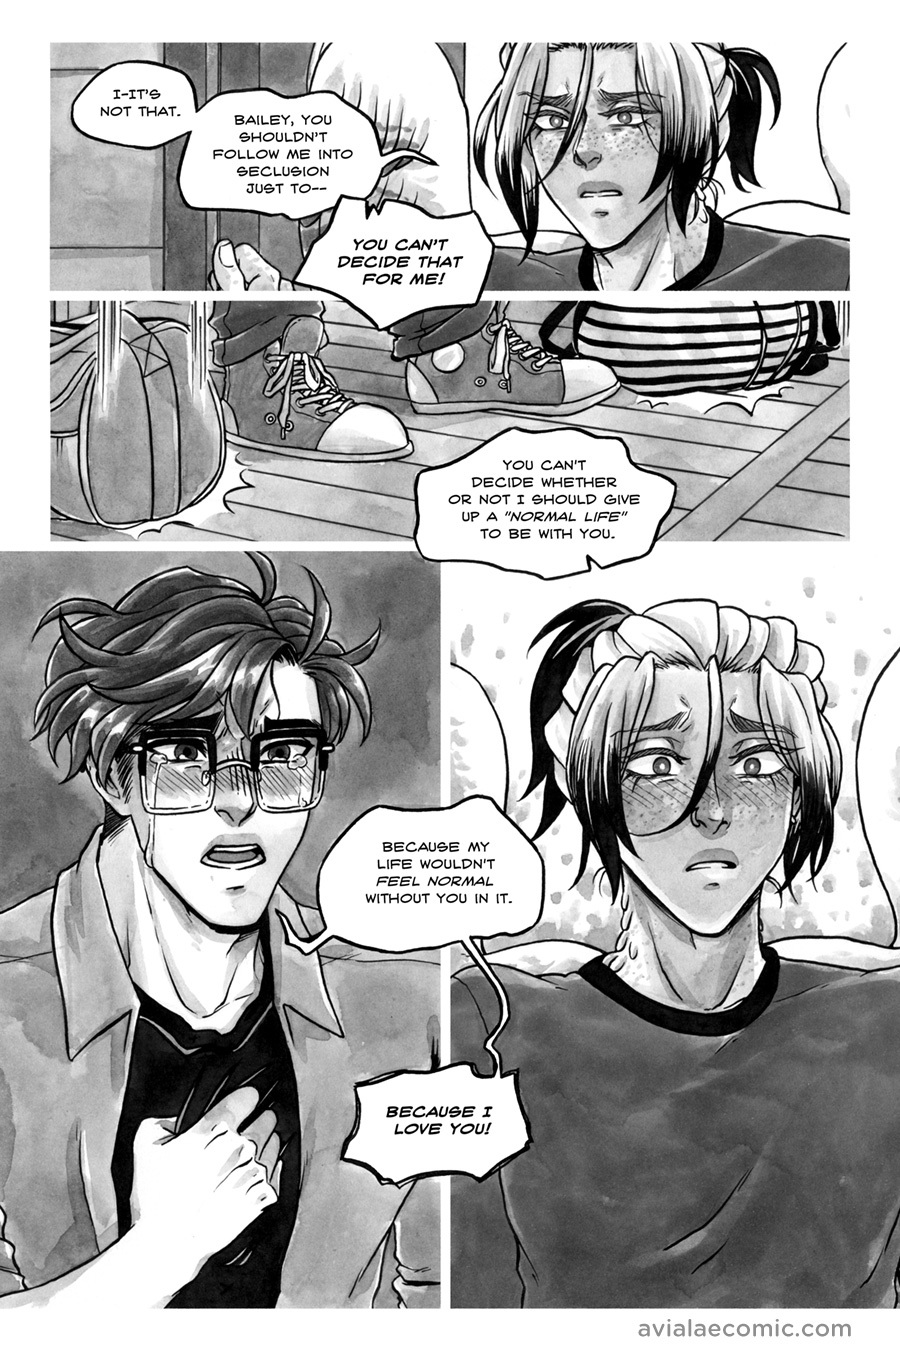 I-IT'S
NOT THAT.
BAILEY, YOU
SHOULDN'T
FOLLOW ME INTO
SECLUSION
JUST TO--
YOU CAN'T
DECIDE THAT
FOR ME!
YOU CAN'T
DECIDE WHETHER
OR NOT I SHOULD GIVE
UP A "NORMAL LIFE"
TO BE WITH YOU.
BECAUSE MY
LIFE WOULDN'T
FEEL NORMAL
WITHOUT YOU IN IT.
BECAUSE I
LOVE YOU!
avialaecomic.com